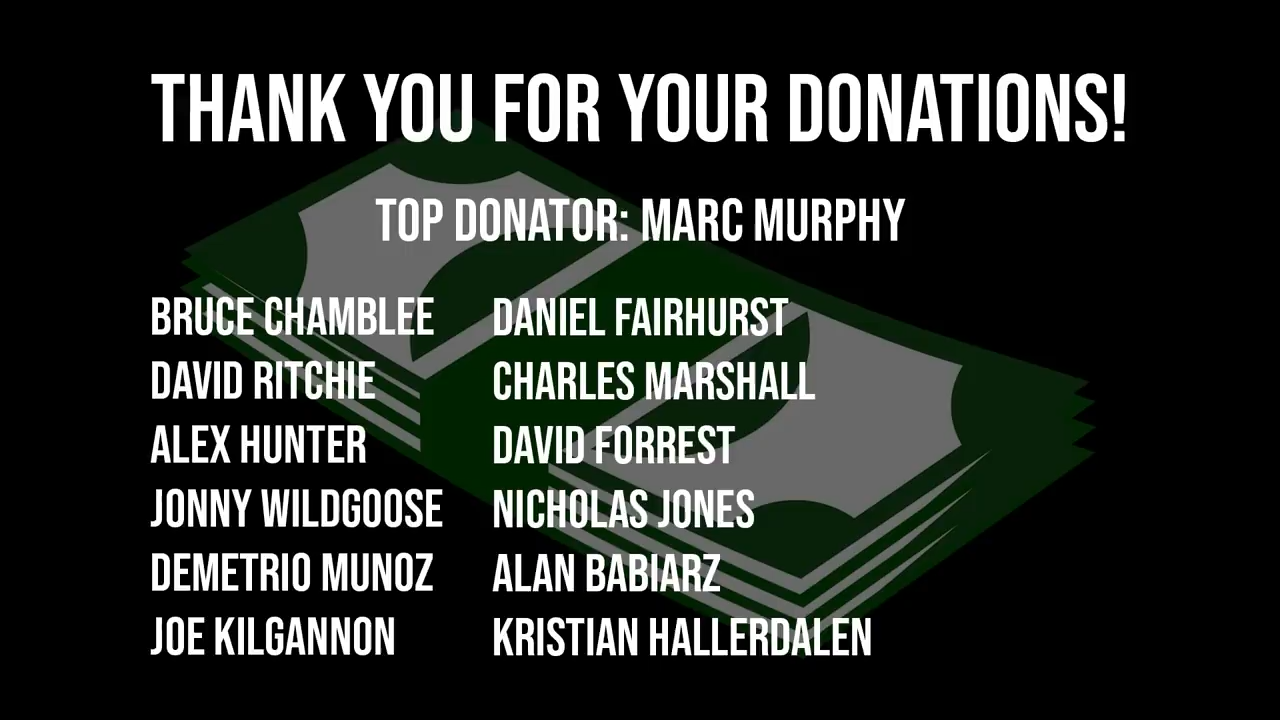 THANK YOU FOR YOUR DONATIONS!
TOP DONATOR: MARC MURPHY
BRUCE CHAMBLEE
DAVID RITCHIE
ALEX HUNTER
JONNY WILDGOOSE
DEMETRIO MUNOZ
JOE KILGANNON
DANIEL FAIRHURST
CHARLES MARSHALL
DAVID FORREST
NICHOLAS JONES
ALAN BABIARZ
KRISTIAN HALLERDALEN